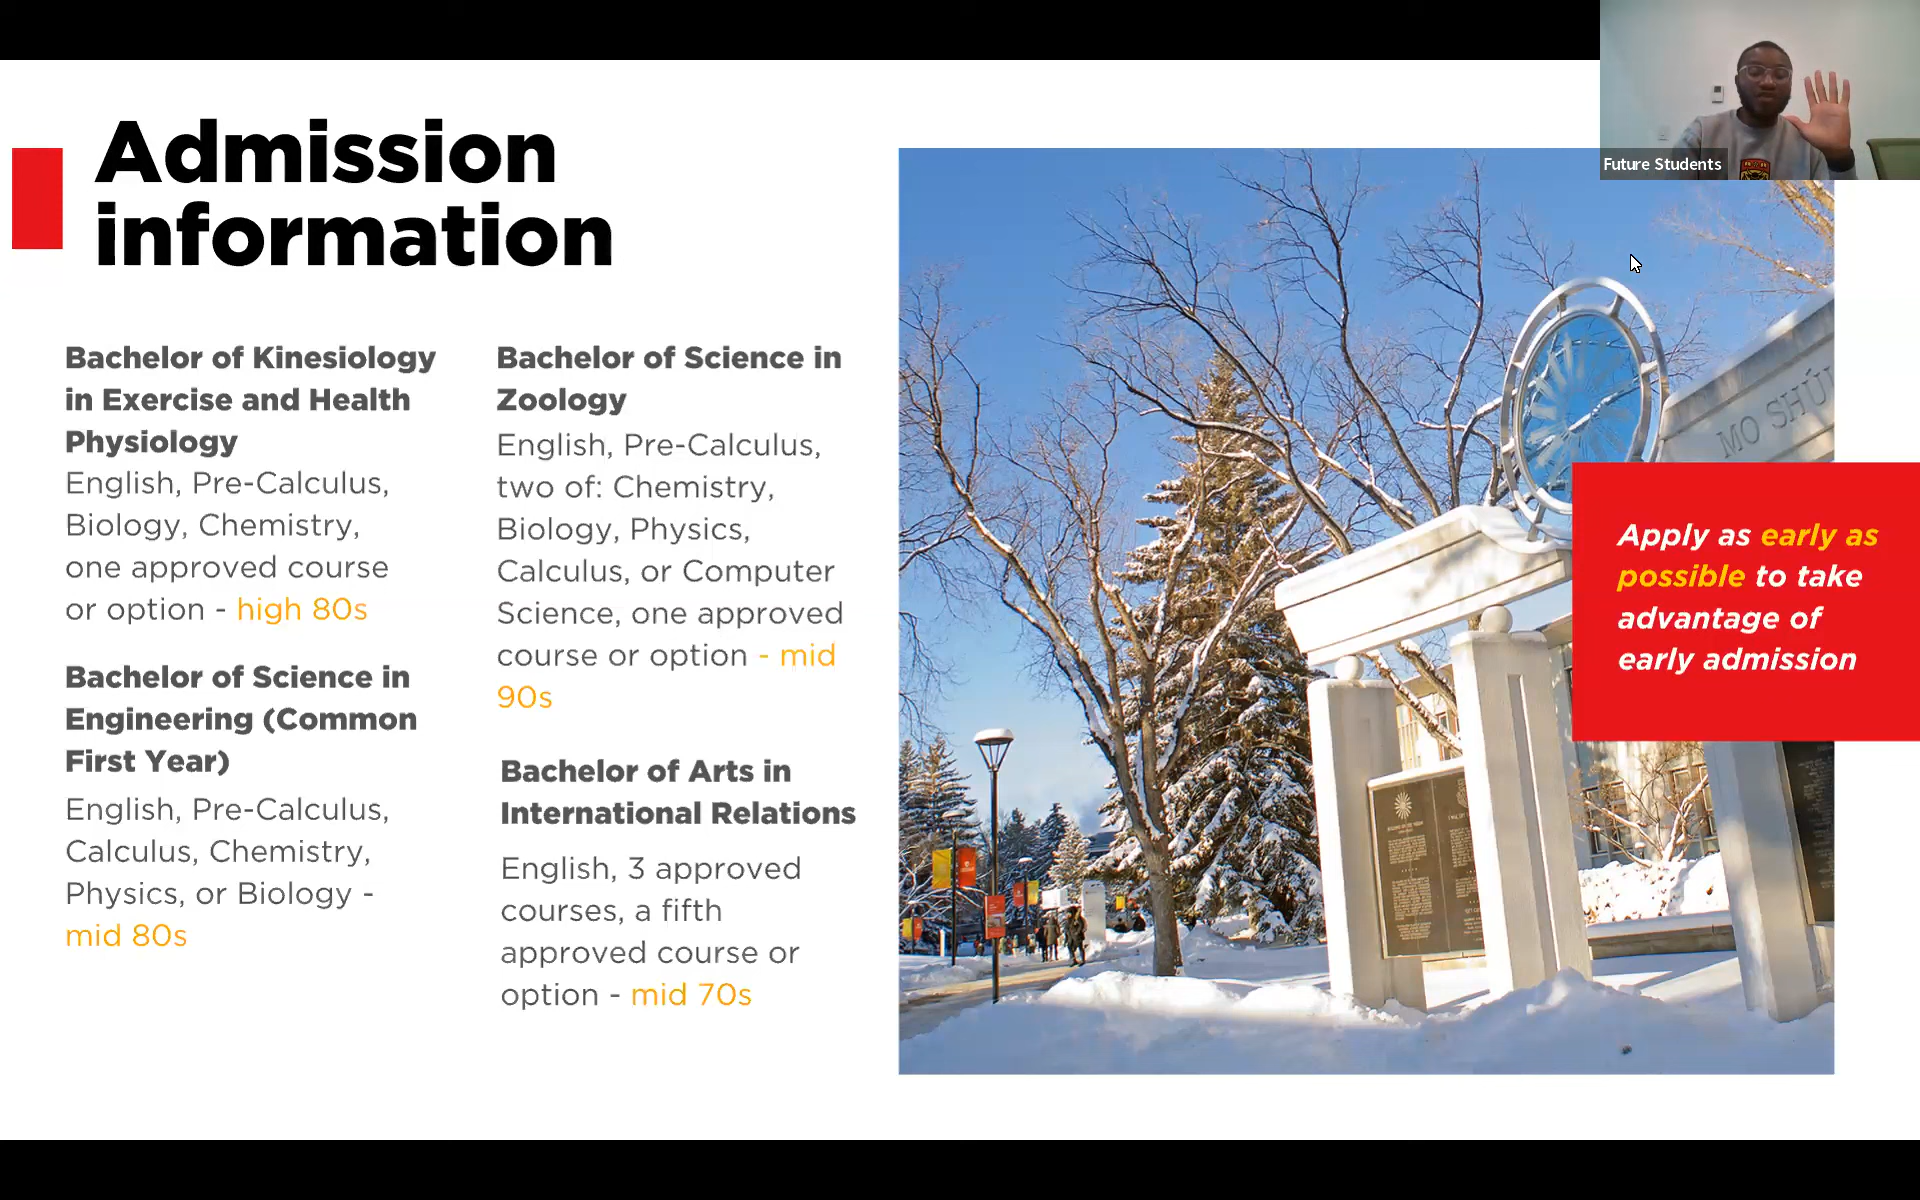 Admission
information
Bachelor of Kinesiology
in Exercise and Health
Physiology
English, Pre-Calculus,
Biology, Chemistry,
one approved course
or option - high 80s
Bachelor of Science in
Engineering (Common
First Year)
English, Pre-Calculus,
Calculus, Chemistry,
Physics, or Biology -
mid 80s
Bachelor of Science in
Zoology
English, Pre-Calculus,
two of: Chemistry,
Biology, Physics,
Calculus, or Computer
Science, one approved
course or option - mid
90s
Bachelor of Arts in
International Relations
English, 3 approved
courses, a fifth
approved course or
option - mid 70s
Future Students
MO SHÚI
Apply as early as
possible to take
advantage of
early admission